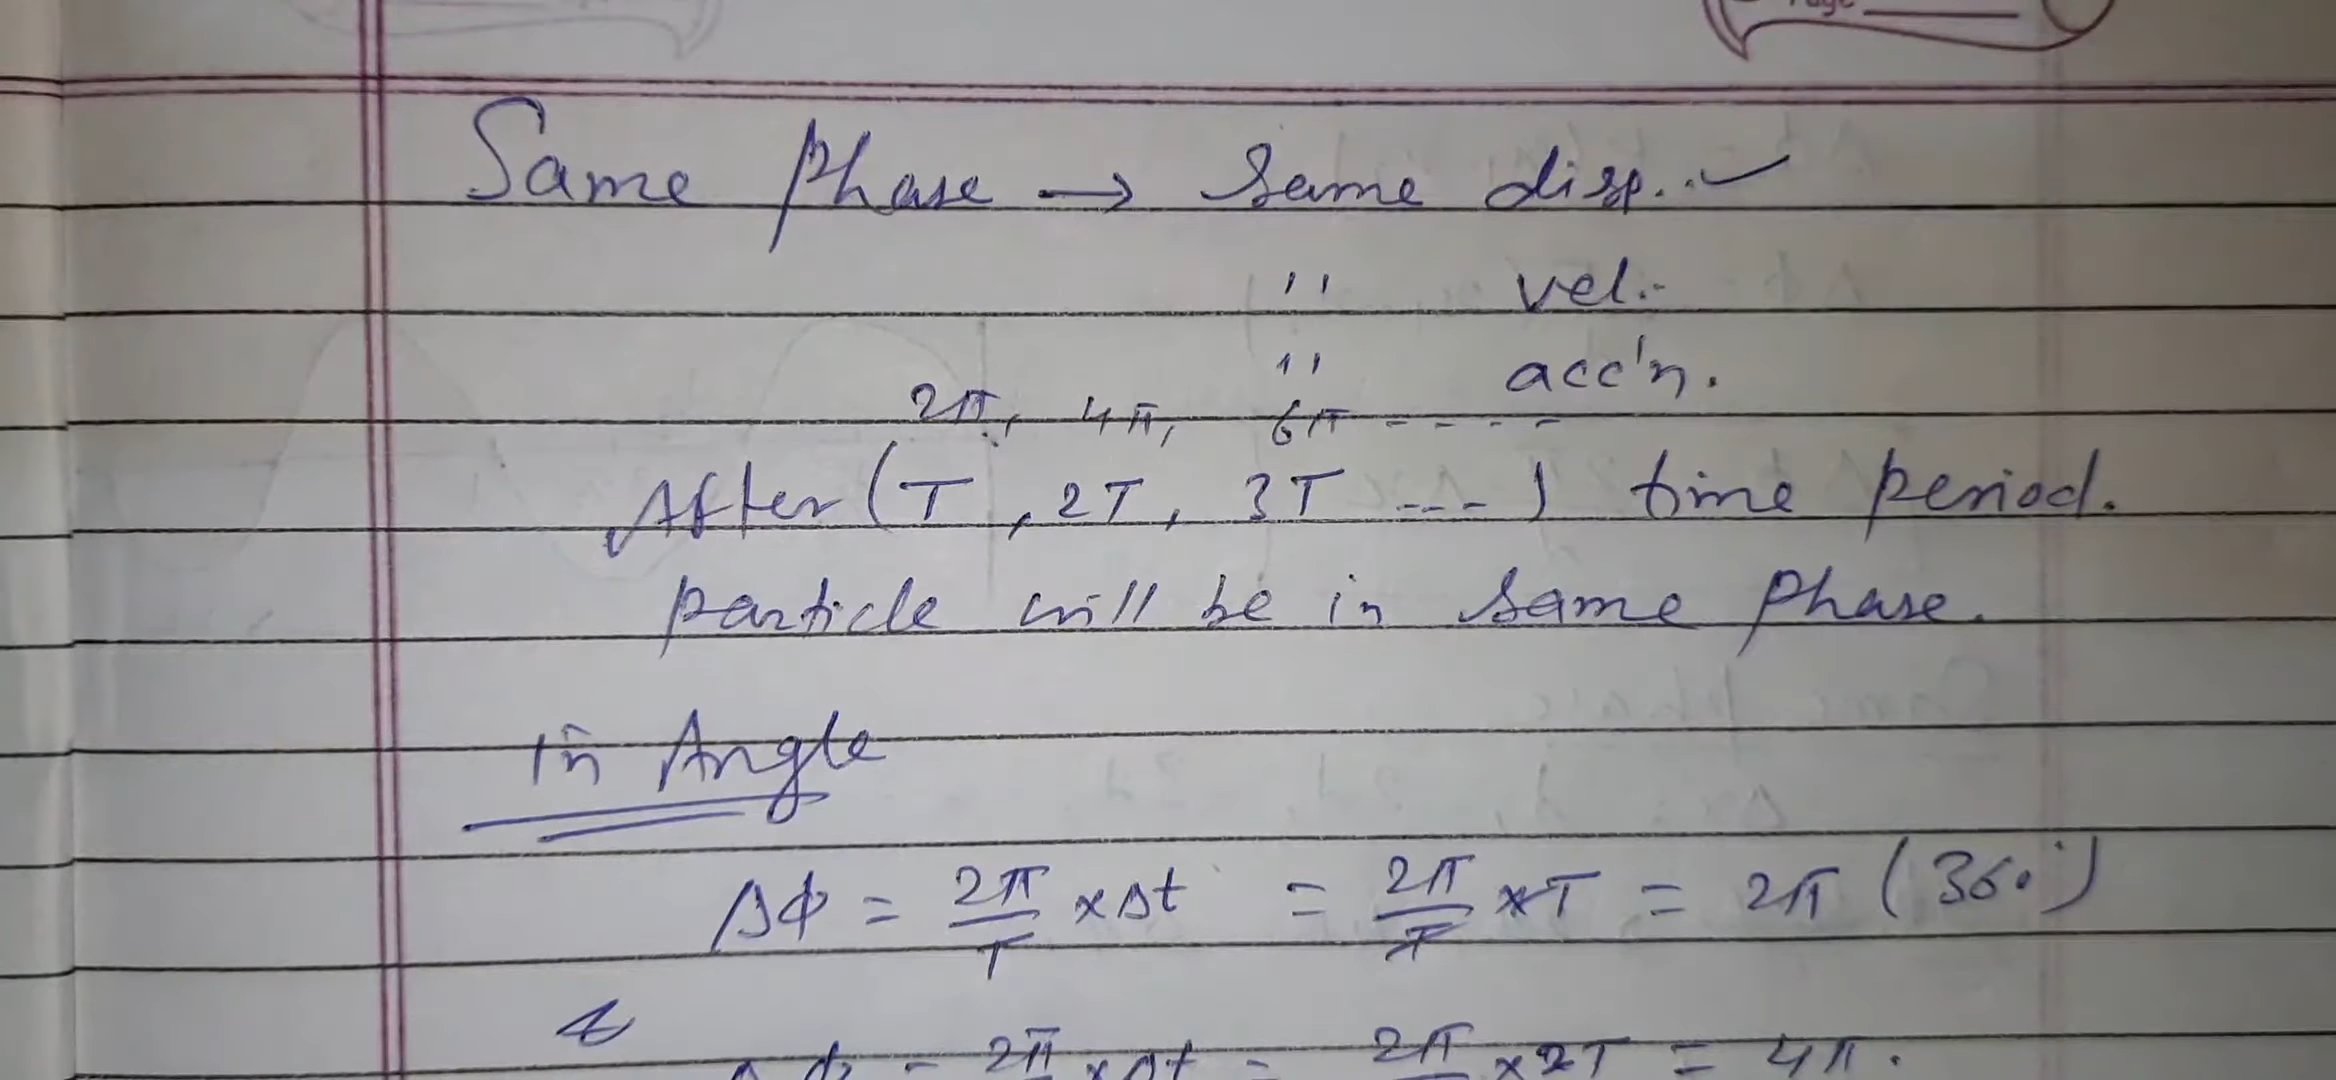 Page
Same Phase → Same disp..
" vel.
" acc'n.
2π, 4π, 6π - - - -
After (T, 2T, 3T ---) time period.
particle will be in same phase.
in Angle
Δϕ = 2π/T × Δt = 2π/T × T = 2π (360°)
Δϕ = 2π × Δt = 2π × 2T = 4π.